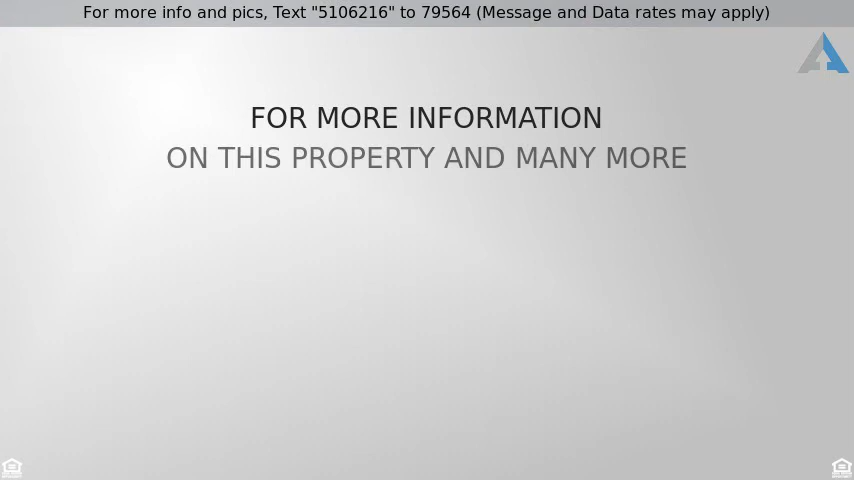 For more info and pics, Text "5106216" to 79564 (Message and Data rates may apply)
FOR MORE INFORMATION
ON THIS PROPERTY AND MANY MORE